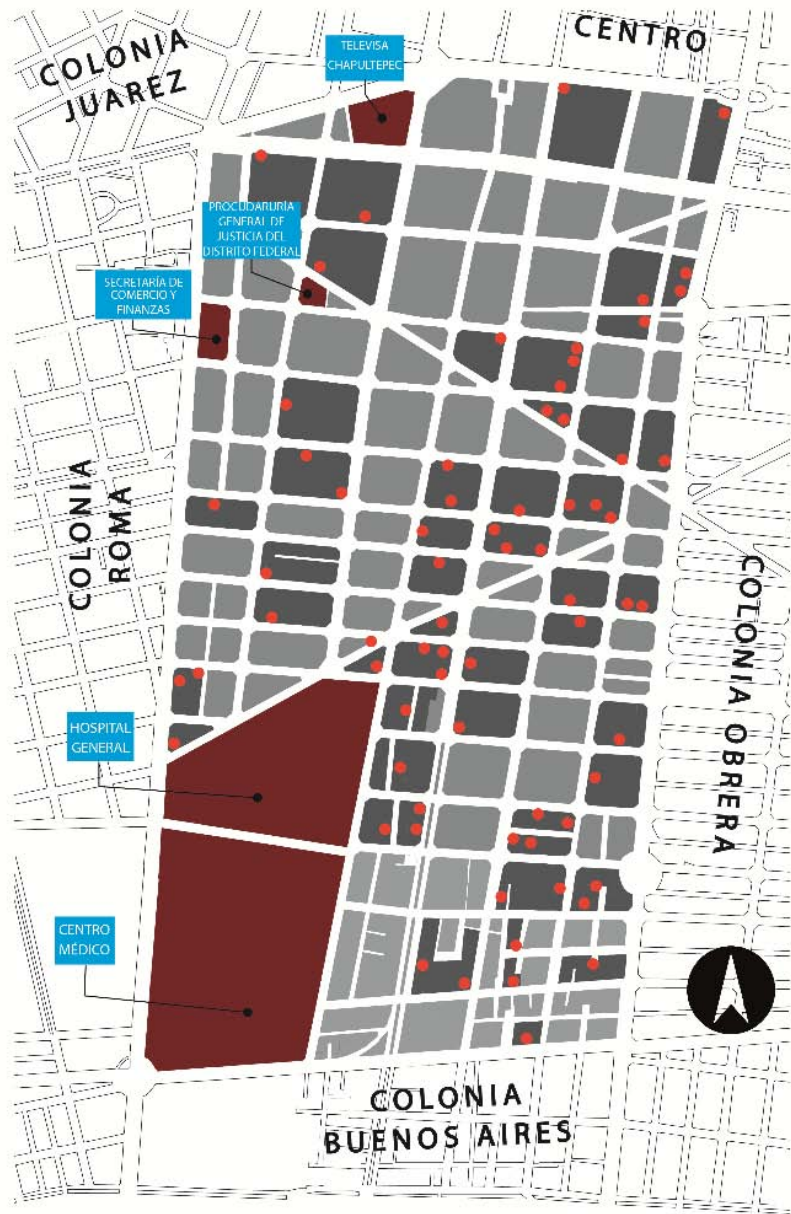 COLONIA
JUAREZ
TELEVISA
CHAPULTEPEC
CENTRO
PROCUDARURÍA
GENERAL DE
JUSTICIA DEL
DISTRITO FEDERAL
SECRETARÍA DE
COMERCIO Y
FINANZAS
COLONIA
ROMA
COLONIA OBRERA
HOSPITAL
GENERAL
CENTRO
MÉDICO
COLONIA
BUENOS AIRES